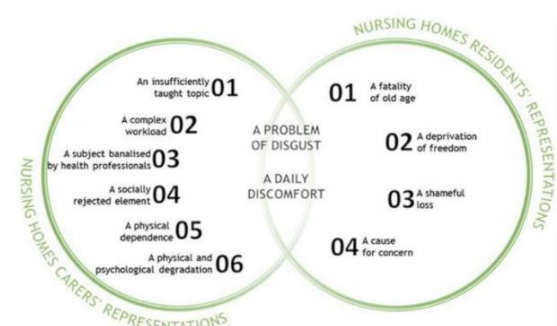 NURSING HOMES CARERS' REPRESENTATIONS
An insufficiently
taught topic 01
A complex
workload 02
A subject banalised
by health professionals 03
A socially
rejected element 04
A physical
dependence 05
A physical and
psychological degradation 06
A PROBLEM
OF DISGUST
A DAILY
DISCOMFORT
NURSING HOMES RESIDENTS' REPRESENTATIONS
01 A fatality
of old age
02 A deprivation
of freedom
03 A shameful
loss
04 A cause
for concern